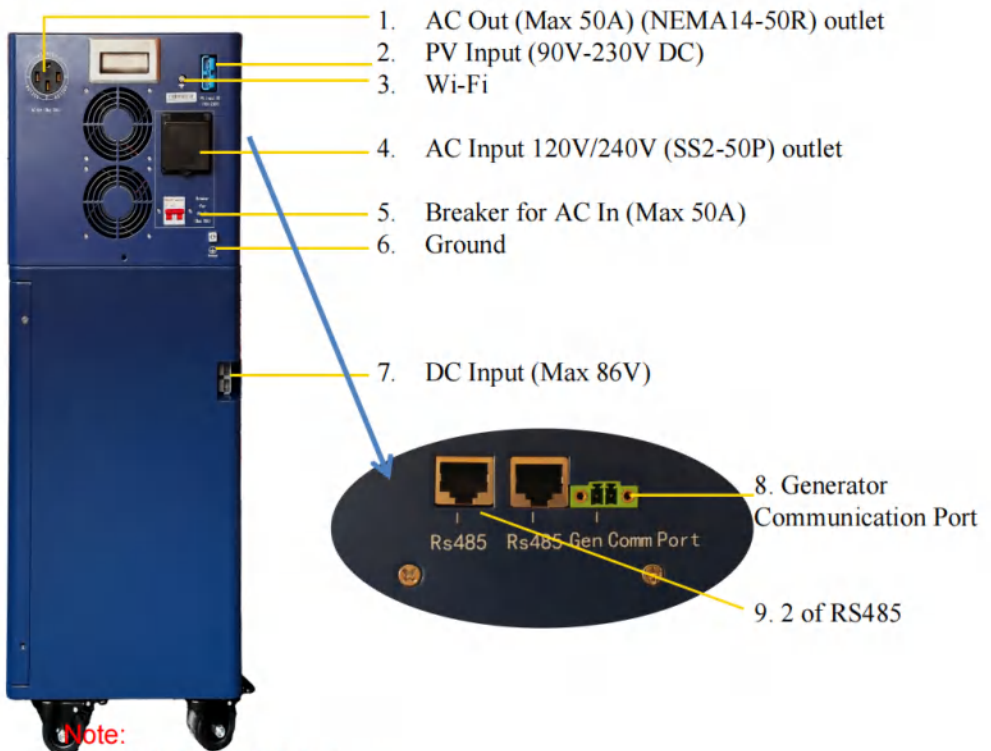 1. AC Out (Max 50A) (NEMA14-50R) outlet
2. PV Input (90V-230V DC)
3. Wi-Fi
4. AC Input 120V/240V (SS2-50P) outlet
5. Breaker for AC In (Max 50A)
6. Ground
7. DC Input (Max 86V)
8. Generator
Communication Port
Rs485 Rs485 Gen Comm Port
9. 2 of RS485
Note: